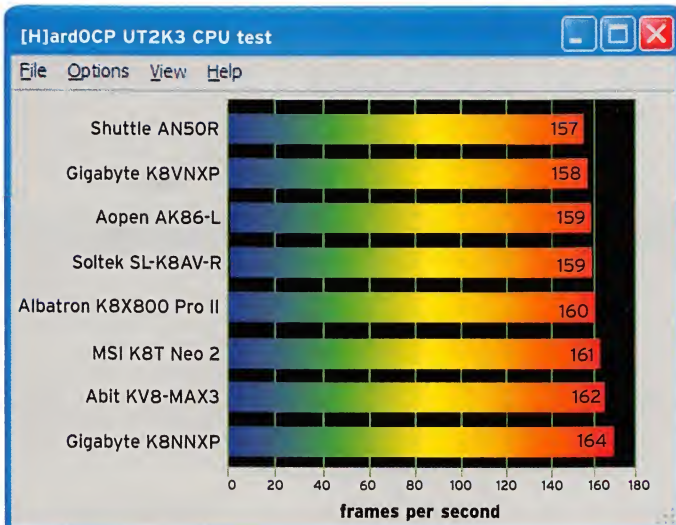 [H]ardOCP UT2K3 CPU test
File Options View Help
Shuttle AN50R 157
Gigabyte K8VNXP 158
Aopen AK86-L 159
Soltek SL-K8AV-R 159
Albatron K8X800 Pro II 160
MSI K8T Neo 2 161
Abit KV8-MAX3 162
Gigabyte K8NNXP 164
0 20 40 60 80 100 120 140 160 180
frames per second